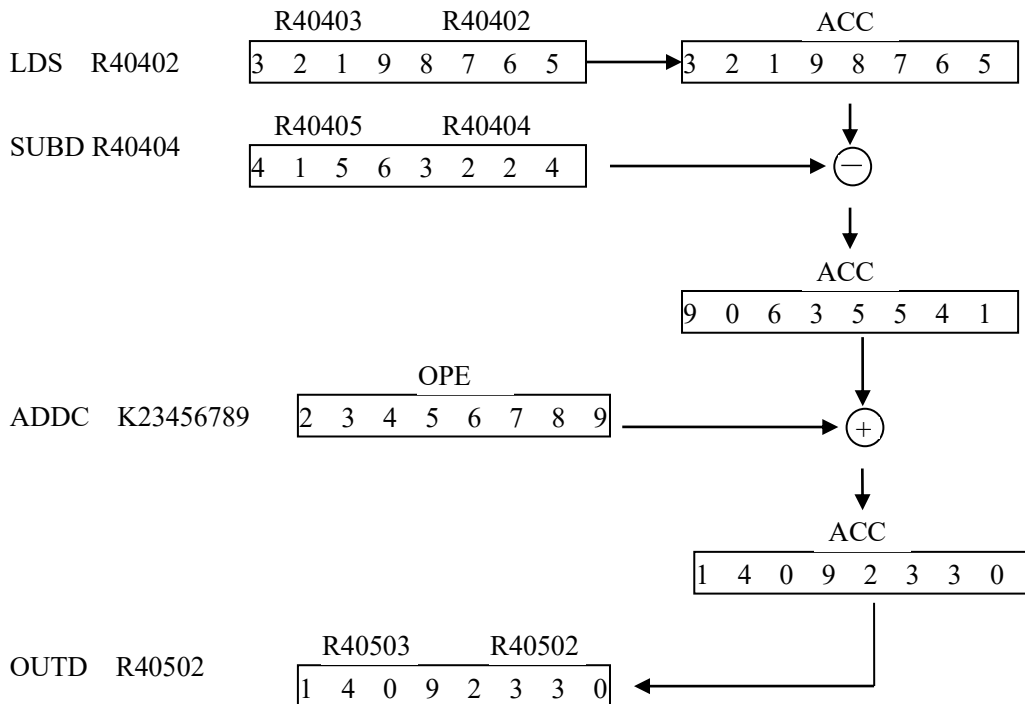 R40403 R40402 ACC
LDS R40402 3 2 1 9 8 7 6 5 3 2 1 9 8 7 6 5
R40405 R40404
SUBD R40404 4 1 5 6 3 2 2 4 —
ACC
9 0 6 3 5 5 4 1
OPE
ADDC K23456789 2 3 4 5 6 7 8 9 +
ACC
1 4 0 9 2 3 3 0
R40503 R40502
OUTD R40502 1 4 0 9 2 3 3 0